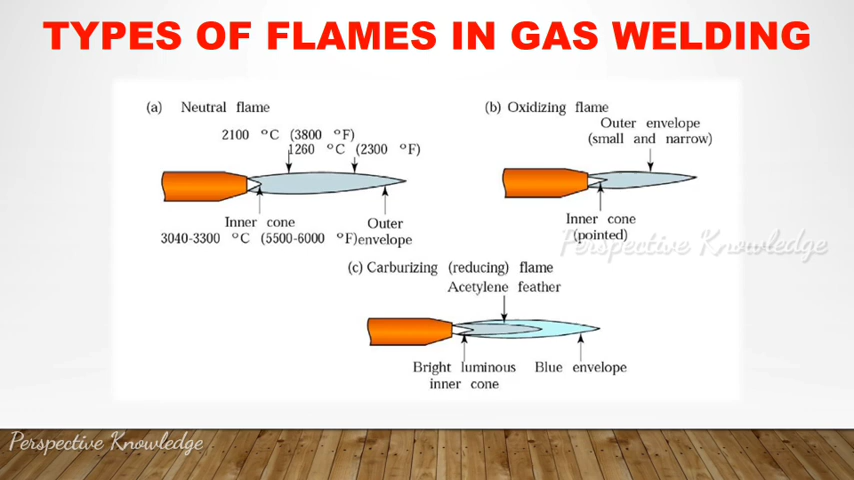 TYPES OF FLAMES IN GAS WELDING
(a) Neutral flame
2100 °C (3800 °F)
1260 °C (2300 °F)
Inner cone
3040-3300 °C (5500-6000 °F)
Outer
envelope
(b) Oxidizing flame
Outer envelope
(small and narrow)
Inner cone
(pointed)
Perspective Knowledge
(c) Carburizing (reducing) flame
Acetylene feather
Bright luminous
inner cone
Blue envelope
Perspective Knowledge